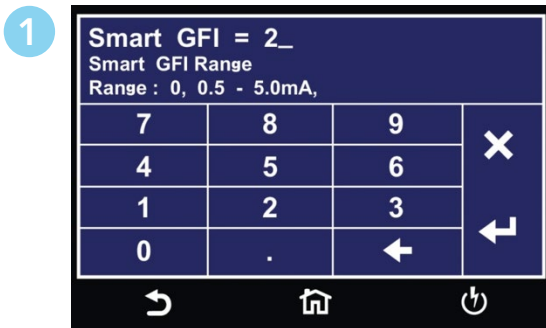 1
Smart GFI = 2_
Smart GFI Range
Range : 0, 0.5 - 5.0mA,
7 8 9
4 5 6
1 2 3
0 .